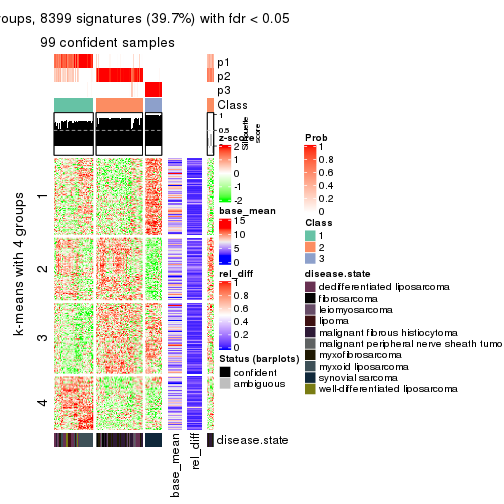 oups, 8399 signatures (39.7%) with fdr < 0.05
99 confident samples
p1
p2
p3
Class
1
0.5
0
Silhouette
score
k-means with 4 groups
1
2
3
4
z-score
2
1
0
-1
-2
base_mean
15
10
5
0
rel_diff
1
0.8
0.6
0.4
0.2
0
Status (barplots)
confident
ambiguous
disease.state
base_mean
rel_diff
Prob
1
0.8
0.6
0.4
0.2
0
Class
1
2
3
disease.state
dedifferentiated liposarcoma
fibrosarcoma
leiomyosarcoma
lipoma
malignant fibrous histiocytoma
malignant peripheral nerve sheath tumo
myxofibrosarcoma
myxoid liposarcoma
synovial sarcoma
well-differentiated liposarcoma